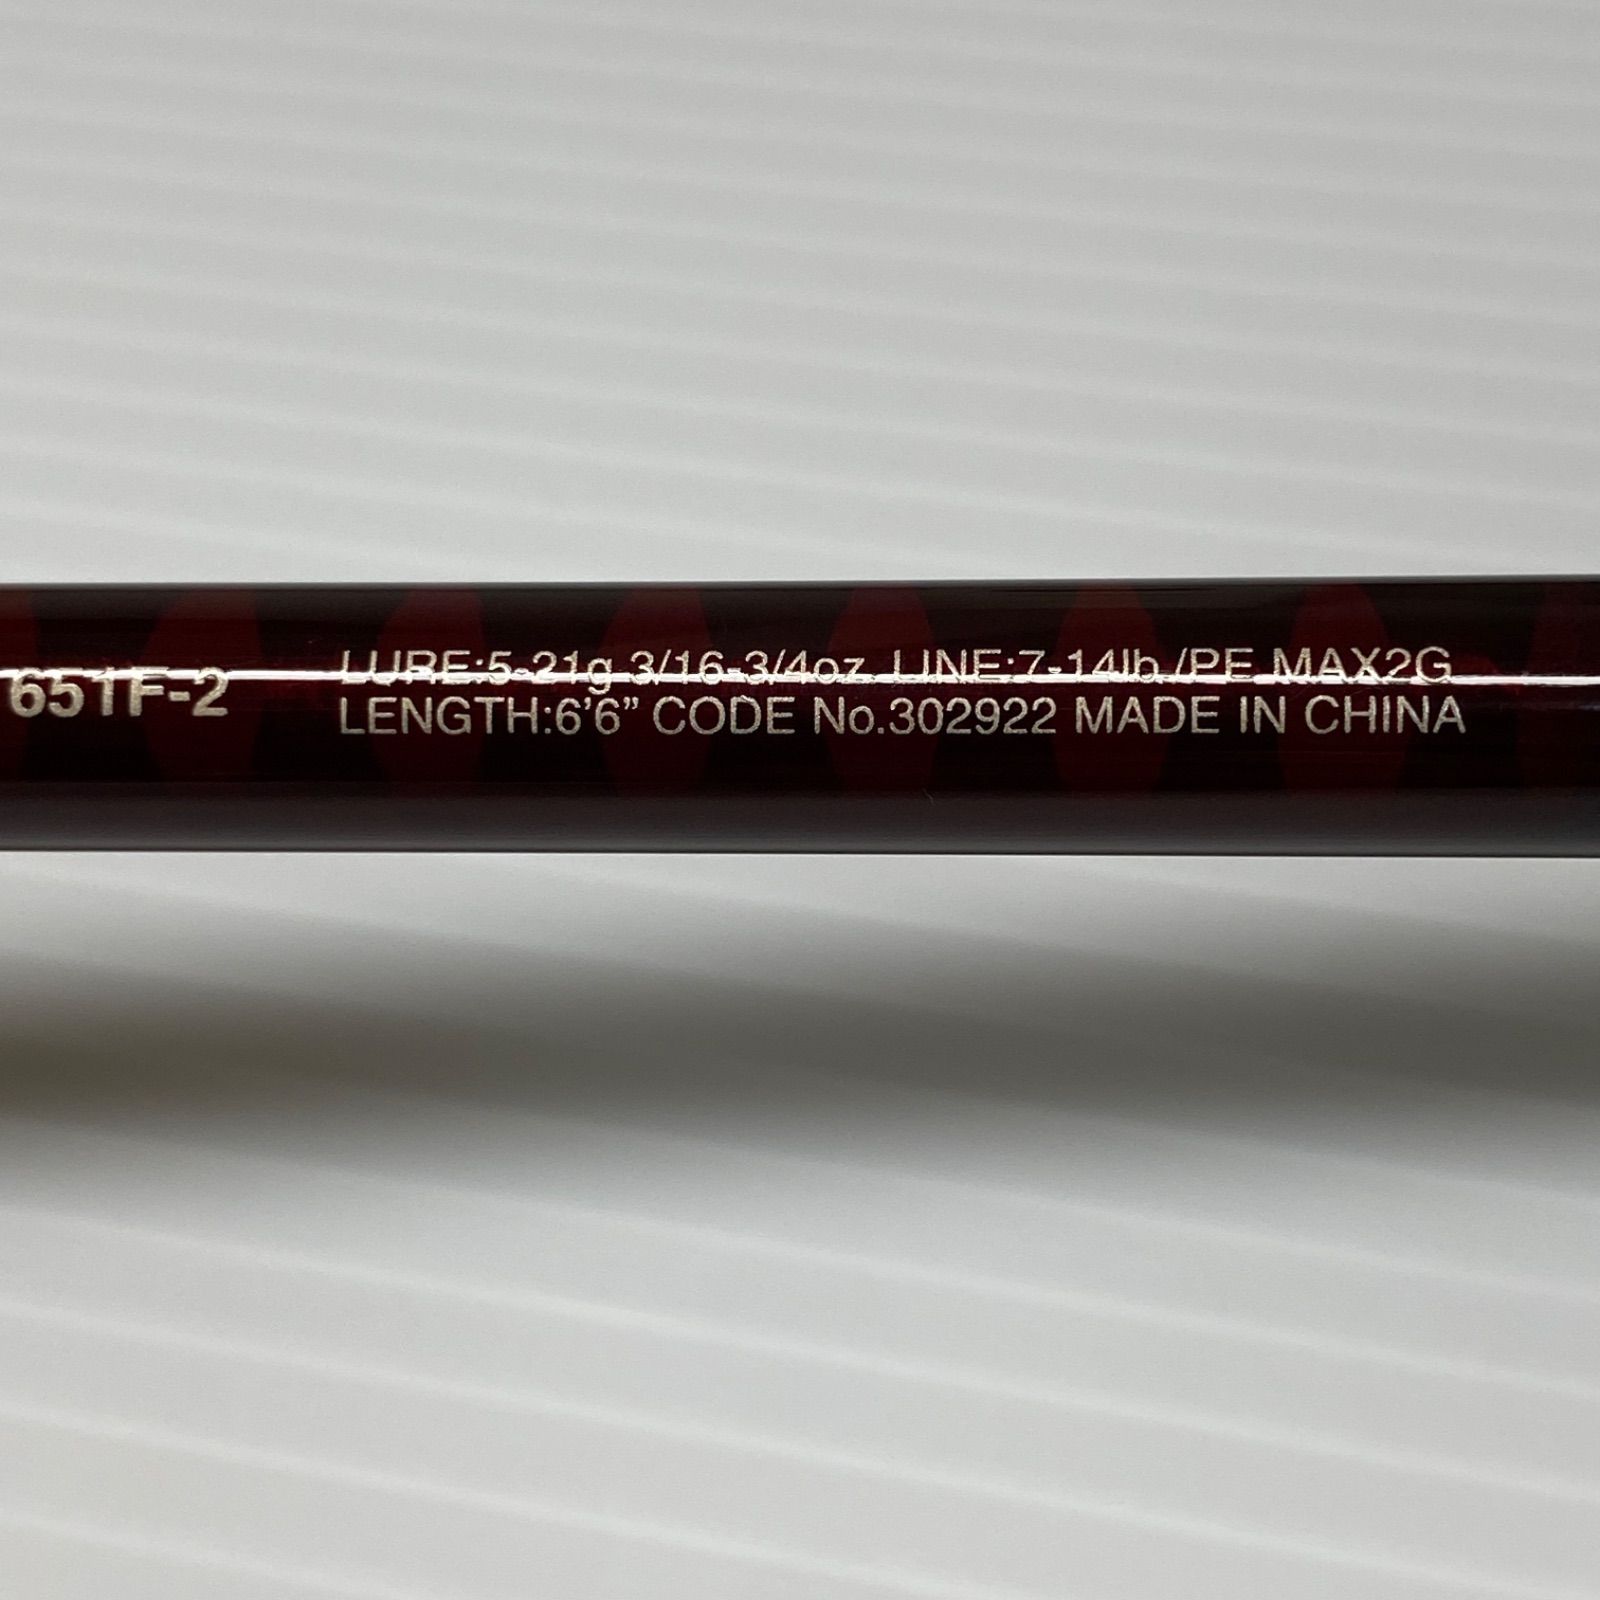 651F-2
LURE:5-21g 3/16-3/4oz. LINE:7-14lb./PE MAX2G
LENGTH:6'6” CODE No.302922 MADE IN CHINA